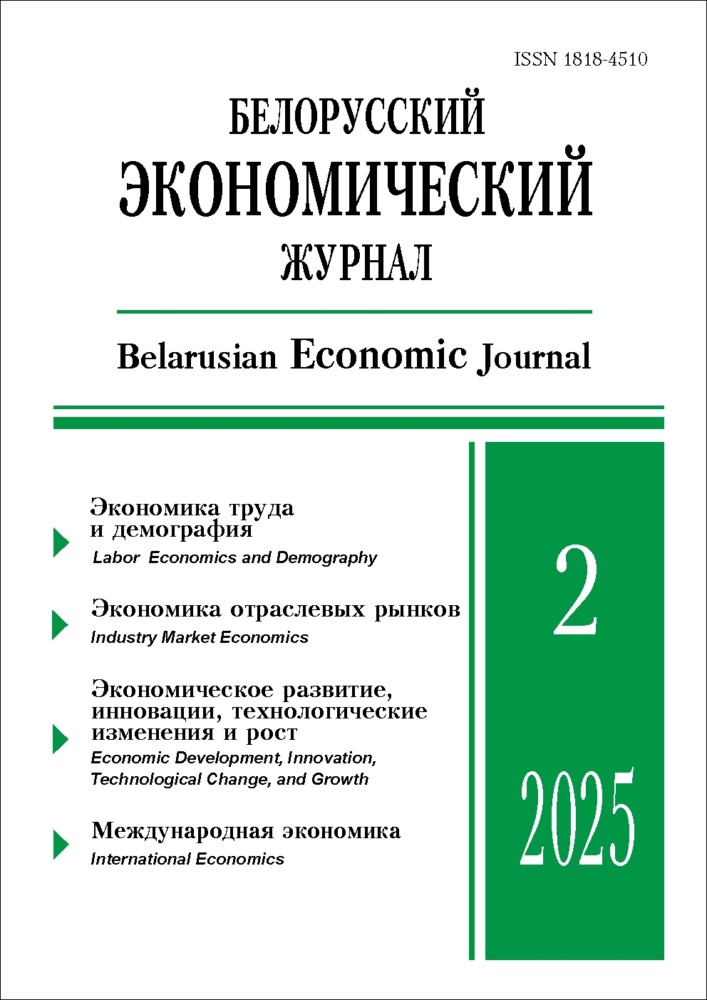 ISSN 1818-4510
БЕЛОРУССКИЙ
ЭКОНОМИЧЕСКИЙ
ЖУРНАЛ
Belarusian Economic Journal
Экономика труда
и демография
Labor Economics and Demography
Экономика отраслевых рынков
Industry Market Economics
Экономическое развитие,
инновации, технологические
изменения и рост
Economic Development, Innovation,
Technological Change, and Growth
Международная экономика
International Economics
2
2025